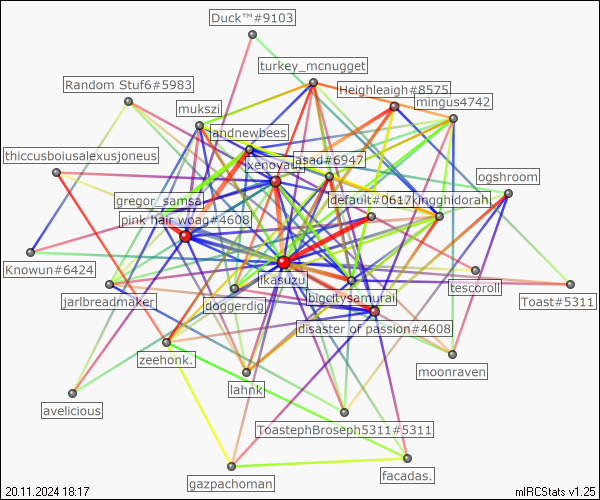 Duck™#9103
turkey_mcnugget
Random Stuf6#5983
Heighleaigh#8575
mukszi
mingus4742
landnewbees
thiccusboiusalexusjoneus
xenoyaut
asad#6947
ogshroom
gregor_samsa.
default#0617
kingghidorah.
pink hair woag#4608
Knowun#6424
ikasuzu
tescoroll
jarlbreadmaker
bigcitysamurai
Toast#5311
doggerdig
disaster of passion#4608
zeehonk.
moonraven
lahnk
avelicious
ToastephBroseph5311#5311
gazpachoman
facadas.
20.11.2024 18:17
mIRCStats v1.25